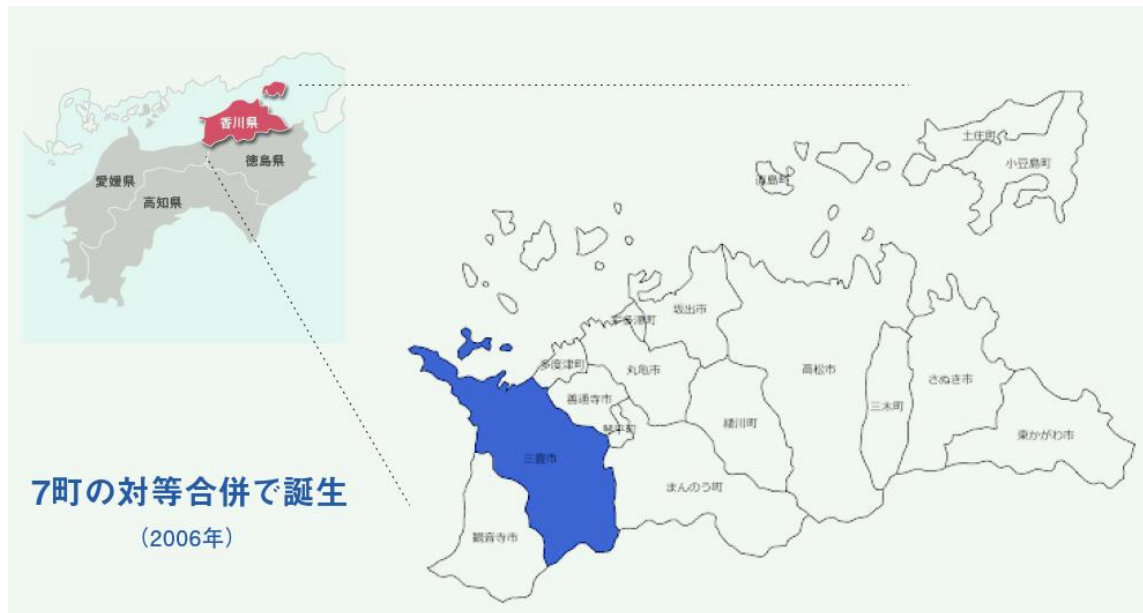 香川県
徳島県
愛媛県
高知県
土庄町
小豆島町
直島町
坂出市
宇多津町
多度津町
丸亀市
高松市
さぬき市
善通寺市
三木町
琴平町
綾川町
東かがわ市
三豊市
まんのう町
観音寺市
7町の対等合併で誕生
（2006年）